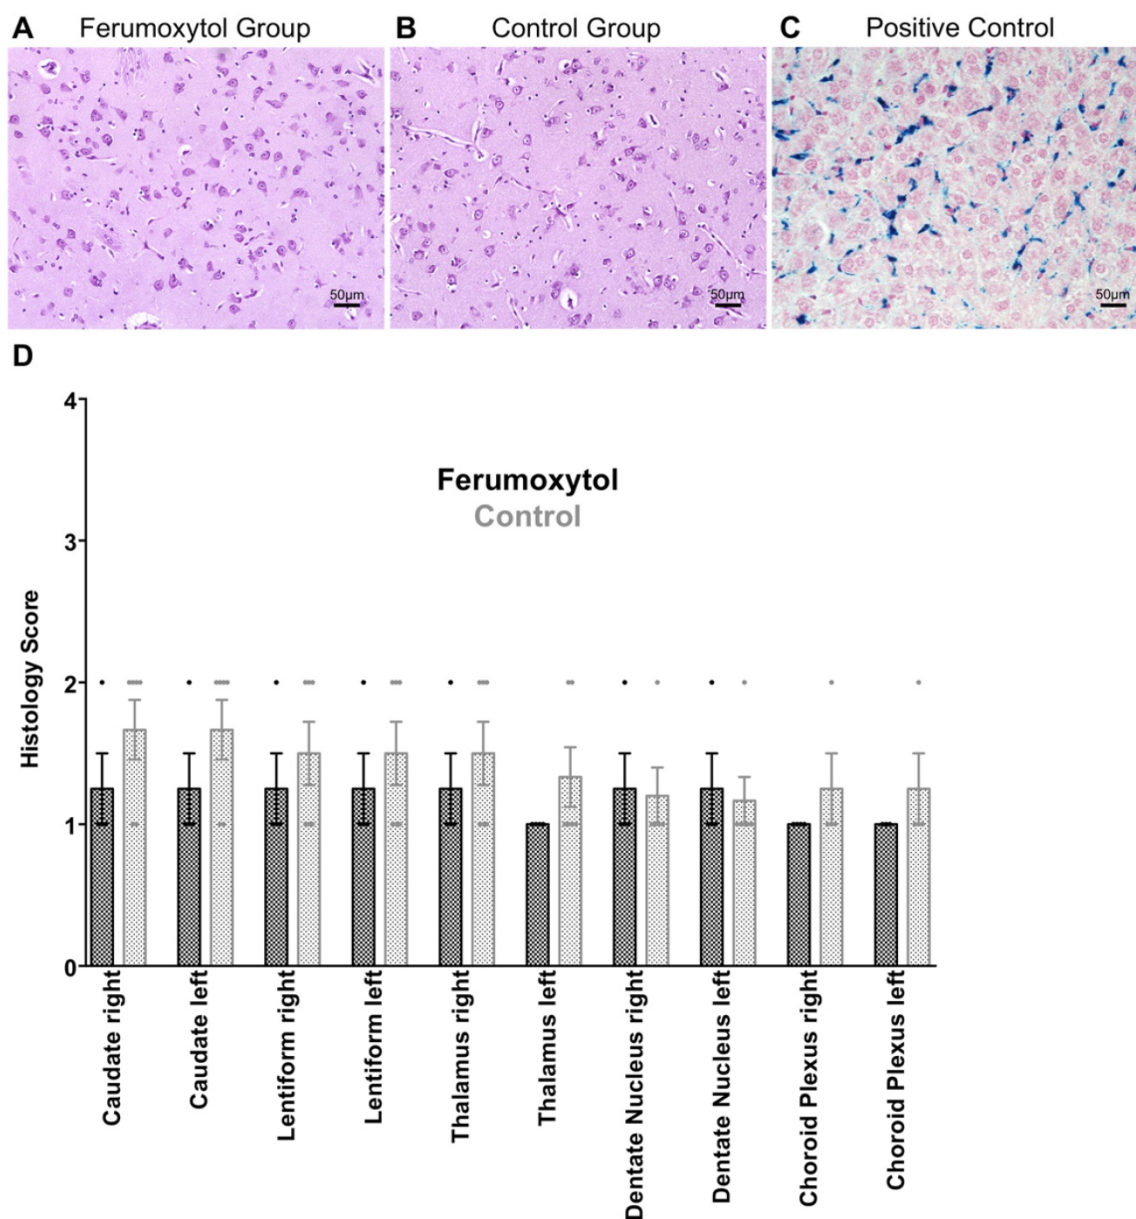 A Ferumoxytol Group B Control Group C Positive Control
50µm 50µm 50µm
D
4
Ferumoxytol
Control
3
Histology Score
2
1
0
Caudate right
Caudate left
Lentiform right
Lentiform left
Thalamus right
Thalamus left
Dentate Nucleus right
Dentate Nucleus left
Choroid Plexus right
Choroid Plexus left